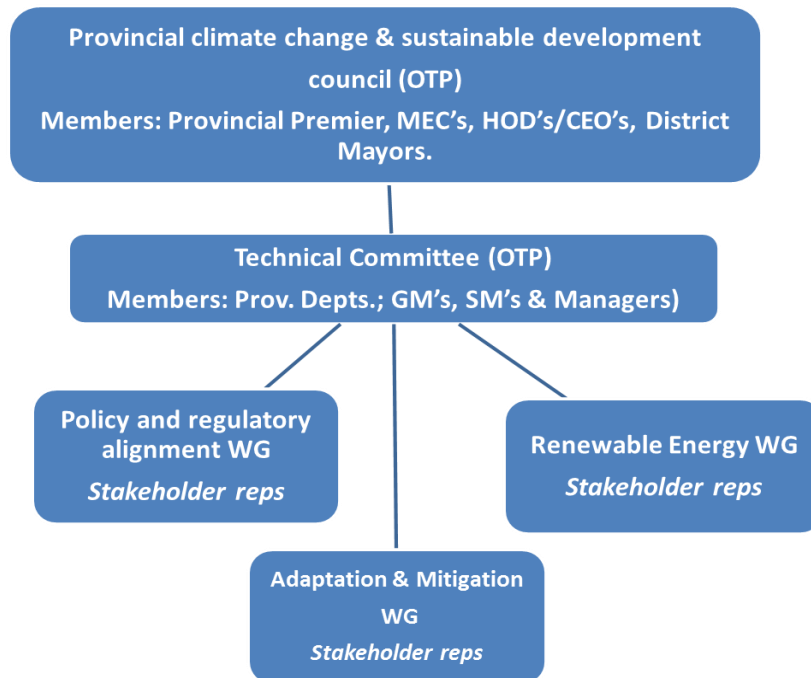 Provincial climate change & sustainable development
council (OTP)
Members: Provincial Premier, MEC’s, HOD’s/CEO’s, District
Mayors.
Technical Committee (OTP)
Members: Prov. Depts.; GM’s, SM’s & Managers)
Policy and regulatory
alignment WG
Stakeholder reps
Renewable Energy WG
Stakeholder reps
Adaptation & Mitigation
WG
Stakeholder reps